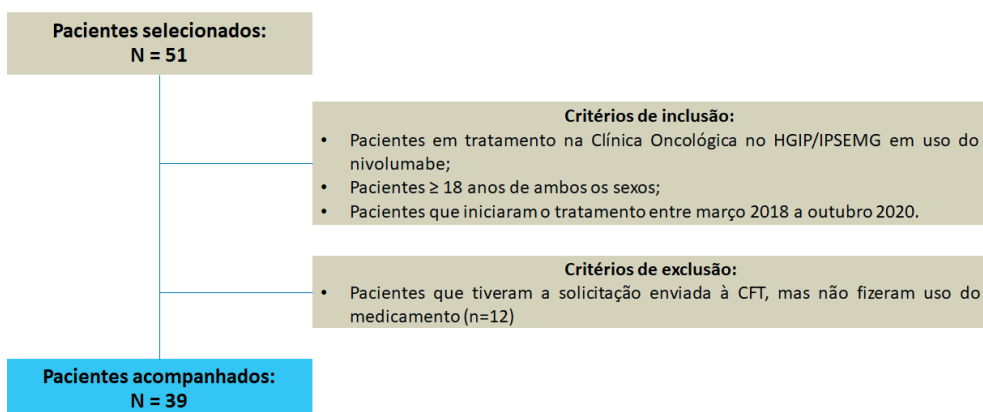 Pacientes selecionados:
N = 51
Critérios de inclusão:
• Pacientes em tratamento na Clínica Oncológica no HGIP/IPSEMG em uso do
nivolumabe;
• Pacientes ≥ 18 anos de ambos os sexos;
• Pacientes que iniciaram o tratamento entre março 2018 a outubro 2020.
Critérios de exclusão:
• Pacientes que tiveram a solicitação enviada à CFT, mas não fizeram uso do
medicamento (n=12)
Pacientes acompanhados:
N = 39